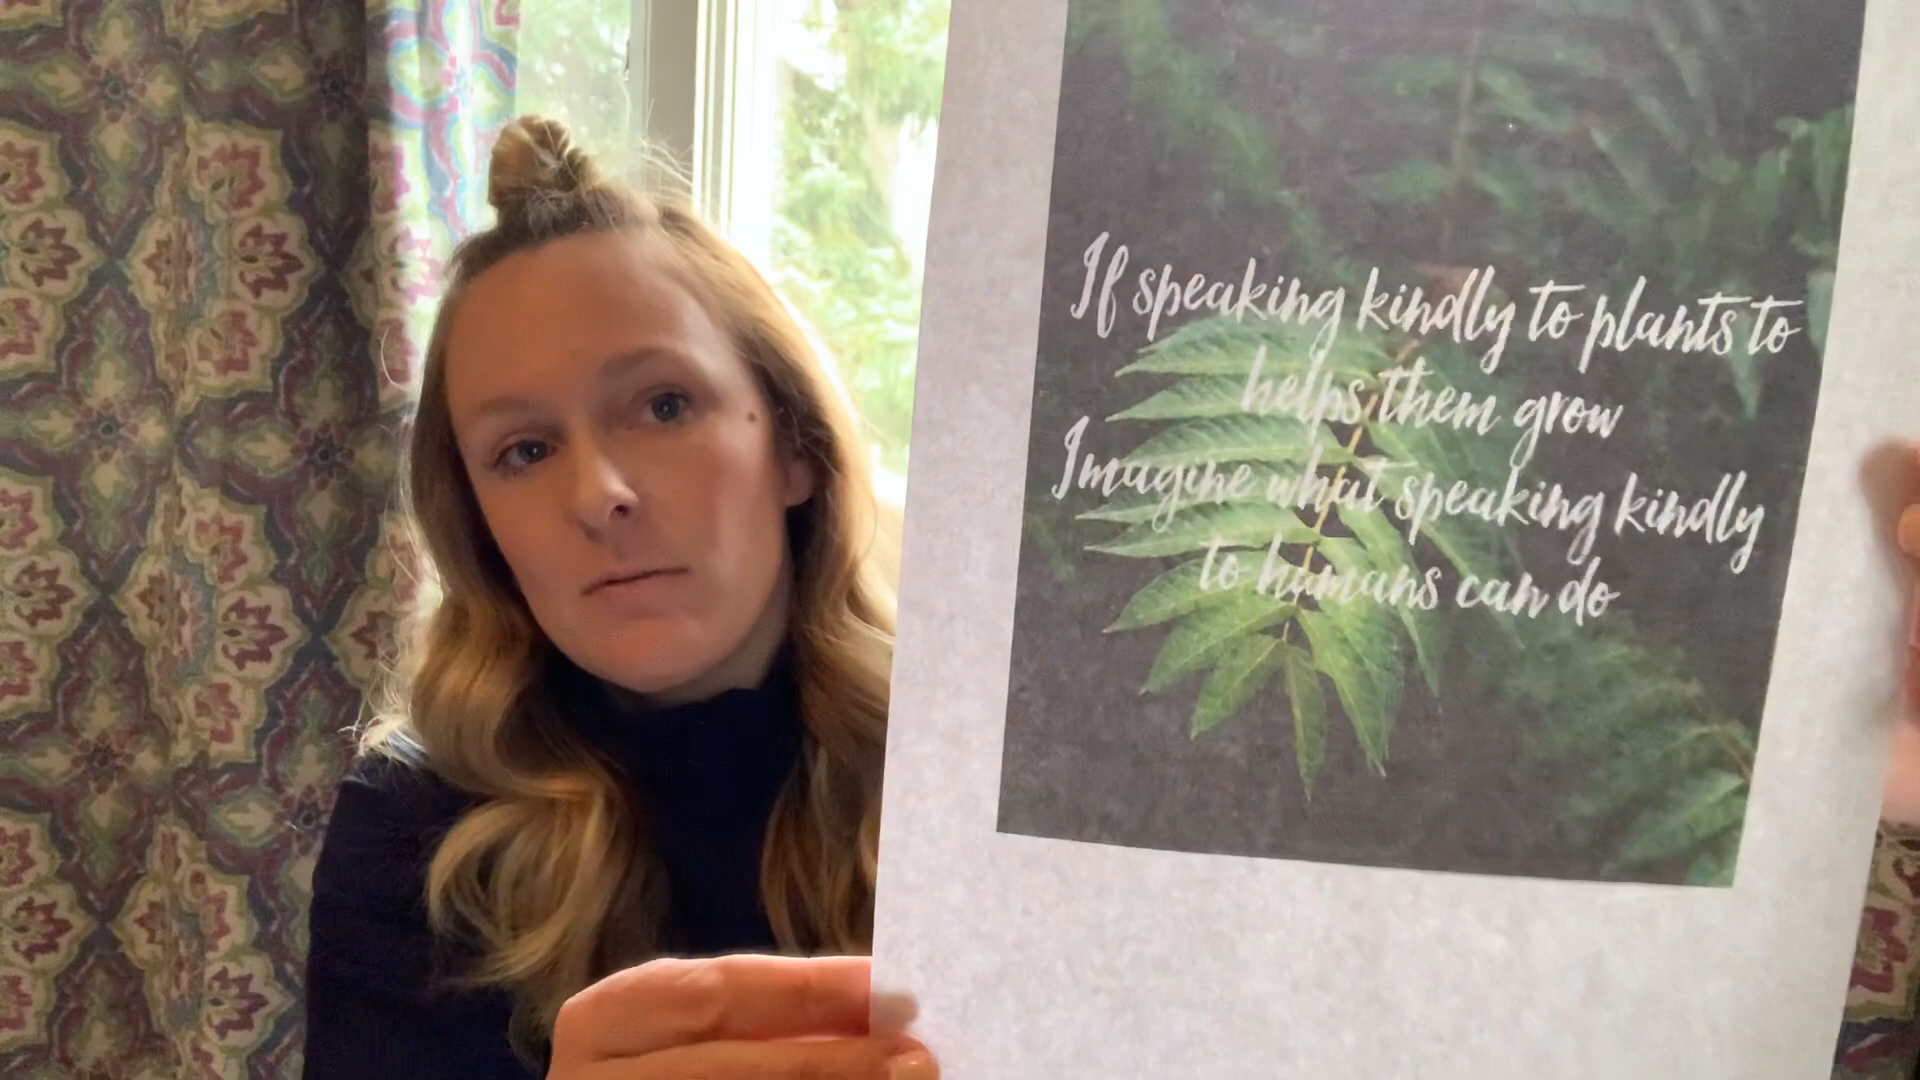 If speaking kindly to plants to
helps them grow
Imagine what speaking kindly
to humans can do